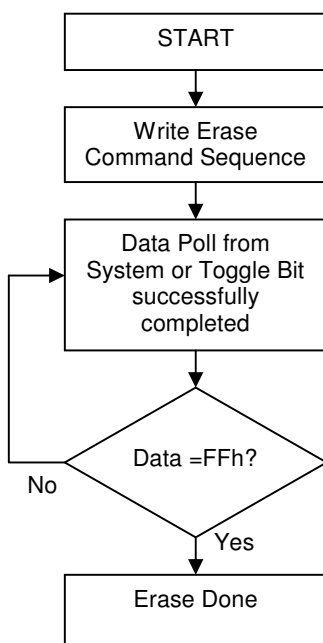 START
Write Erase
Command Sequence
Data Poll from
System or Toggle Bit
successfully
completed
Data =FFh?
No
Yes
Erase Done